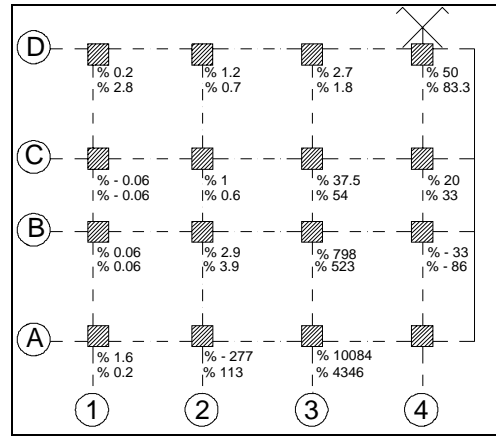 D
% 0.2 % 1.2 % 2.7 % 50
% 2.8 % 0.7 % 1.8 % 83.3
C
% - 0.06 % 1 % 37.5 % 20
% - 0.06 % 0.6 % 54 % 33
B
% 0.06 % 2.9 % 798 % - 33
% 0.06 % 3.9 % 523 % - 86
A
% 1.6 % - 277 % 10084
% 0.2 % 113 % 4346
1 2 3 4